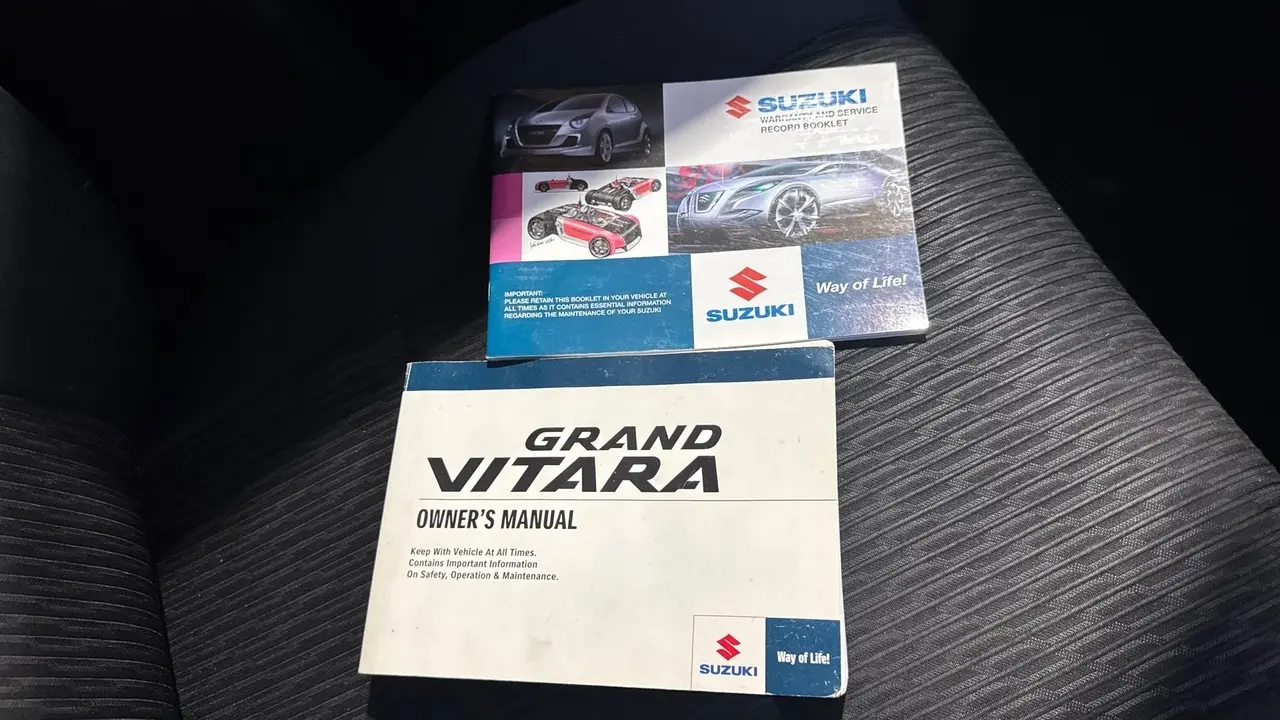 SUZUKI
WARRANTY AND SERVICE
RECORD BOOKLET
IMPORTANT:
PLEASE RETAIN THIS BOOKLET IN YOUR VEHICLE AT
ALL TIMES AS IT CONTAINS ESSENTIAL INFORMATION
REGARDING THE MAINTENANCE OF YOUR SUZUKI
SUZUKI
Way of Life!
GRAND
VITARA
OWNER'S MANUAL
Keep With Vehicle At All Times.
Contains Important Information
On Safety, Operation & Maintenance.
SUZUKI
Way of Life!